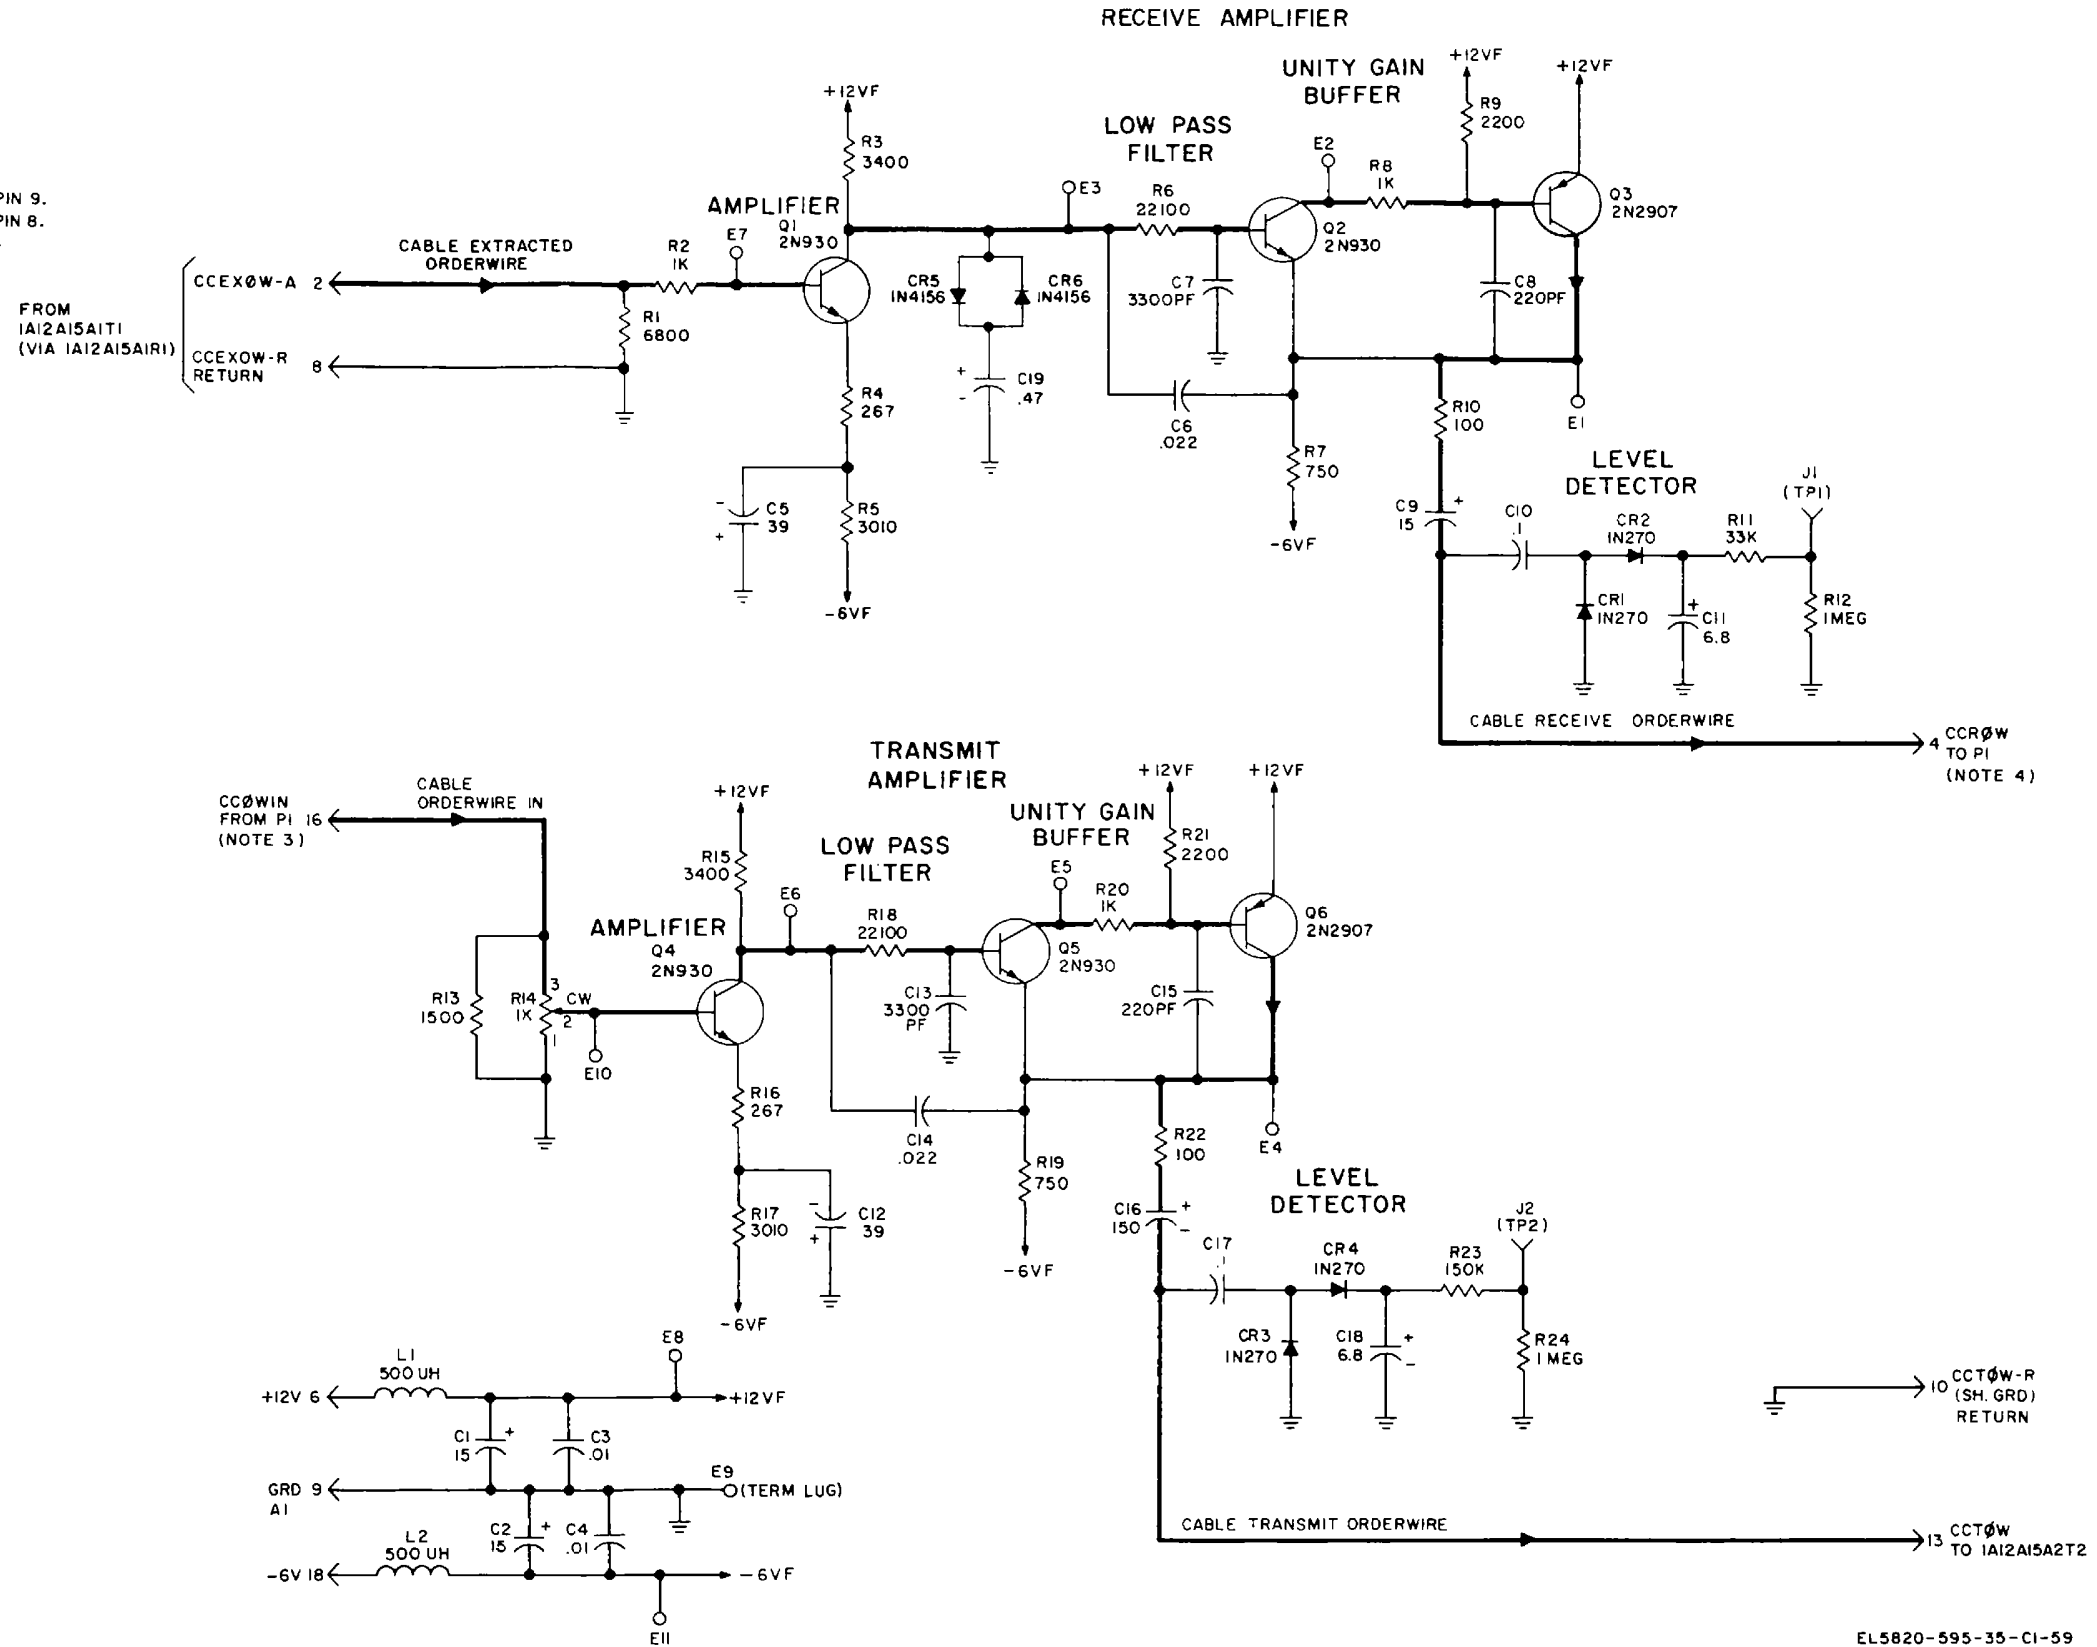 RECEIVE AMPLIFIER
PIN 9.
PIN 8.
FROM
1A12A15A1T1
(VIA 1A12A15A1R1)
CCEXØW-A 2
CCEXOW-R 8
RETURN
CABLE EXTRACTED
ORDERWIRE
R1
6800
R2
1K
E7
AMPLIFIER
Q1
2N930
+12VF
R3
3400
R4
267
R5
3010
-6VF
-
C5
39
+
CR5
1N4156
CR6
1N4156
+
C19
.47
-
E3
LOW PASS
FILTER
R6
22100
C7
3300PF
C6
.022
Q2
2N930
R7
750
-6VF
UNITY GAIN
BUFFER
E2
R8
1K
+12VF
R9
2200
+12VF
Q3
2N2907
C8
220PF
E1
R10
100
C9
15
+
LEVEL
DETECTOR
C10
.1
CR2
1N270
R11
33K
J1
(TP1)
CR1
1N270
+
C11
6.8
R12
1MEG
CABLE RECEIVE ORDERWIRE
4 CCRØW
TO P1
(NOTE 4)
TRANSMIT
AMPLIFIER
CCØWIN
FROM P1 16
(NOTE 3)
CABLE
ORDERWIRE IN
R13
1500
R14
1K
3
CW
2
1
E10
AMPLIFIER
Q4
2N930
+12VF
R15
3400
E6
R16
267
R17
3010
-6VF
-
C12
39
+
LOW PASS
FILTER
R18
22100
C13
3300
PF
C14
.022
Q5
2N930
R19
750
-6VF
UNITY GAIN
BUFFER
E5
R20
1K
+12VF
R21
2200
+12VF
Q6
2N2907
C15
220PF
E4
R22
100
C16
150
+
-
LEVEL
DETECTOR
C17
.1
CR4
1N270
R23
150K
J2
(TP2)
CR3
1N270
C18
6.8
+
-
R24
1MEG
10 CCTØW-R
(SH. GRD)
RETURN
CABLE TRANSMIT ORDERWIRE
13 CCTØW
TO 1A12A15A2T2
L1
500UH
E8
+12V 6
+12VF
C1
15
+
C3
.01
GRD 9
A1
E9
(TERM LUG)
C2
15
+
C4
.01
L2
500UH
-6V 18
-6VF
E11
EL5820-595-35-C1-59